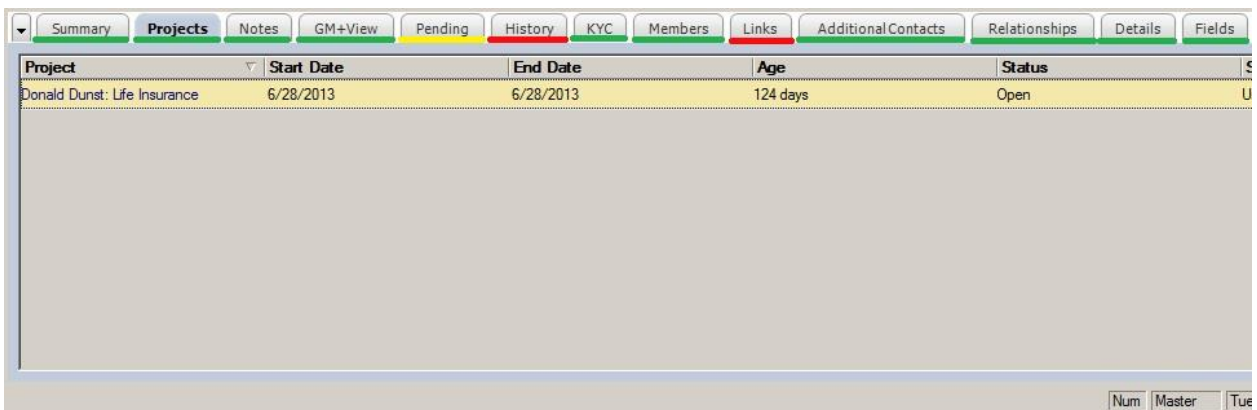 Summary Projects Notes GM+View Pending History KYC Members Links Additional Contacts Relationships Details Fields
Project Start Date End Date Age Status S
Donald Dunst: Life Insurance 6/28/2013 6/28/2013 124 days Open U
Num Master Tue